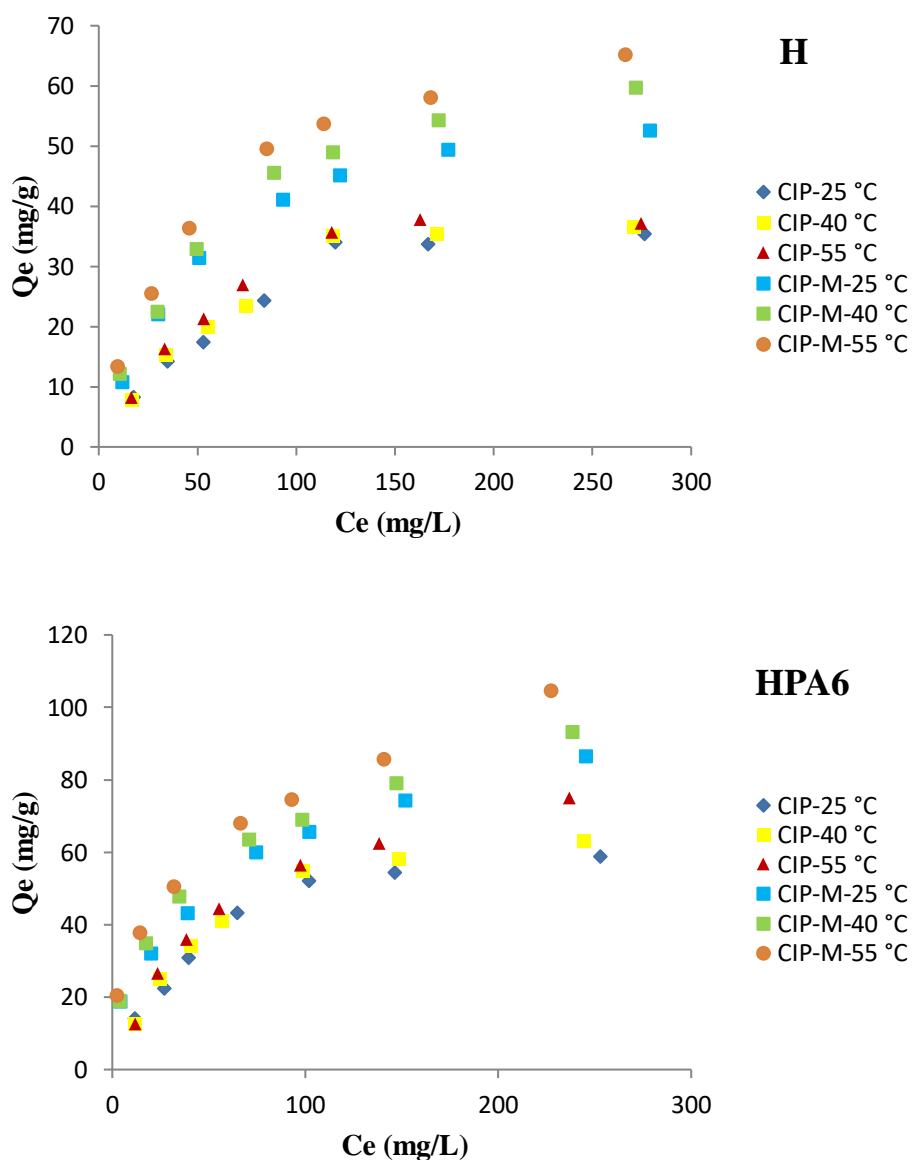 H
70
60
50
40
30
20
10
0
Qe (mg/g)
0 50 100 150 200 250 300
Ce (mg/L)
CIP-25 °C
CIP-40 °C
CIP-55 °C
CIP-M-25 °C
CIP-M-40 °C
CIP-M-55 °C
HPA6
120
100
80
60
40
20
0
Qe (mg/g)
0 100 200 300
Ce (mg/L)
CIP-25 °C
CIP-40 °C
CIP-55 °C
CIP-M-25 °C
CIP-M-40 °C
CIP-M-55 °C